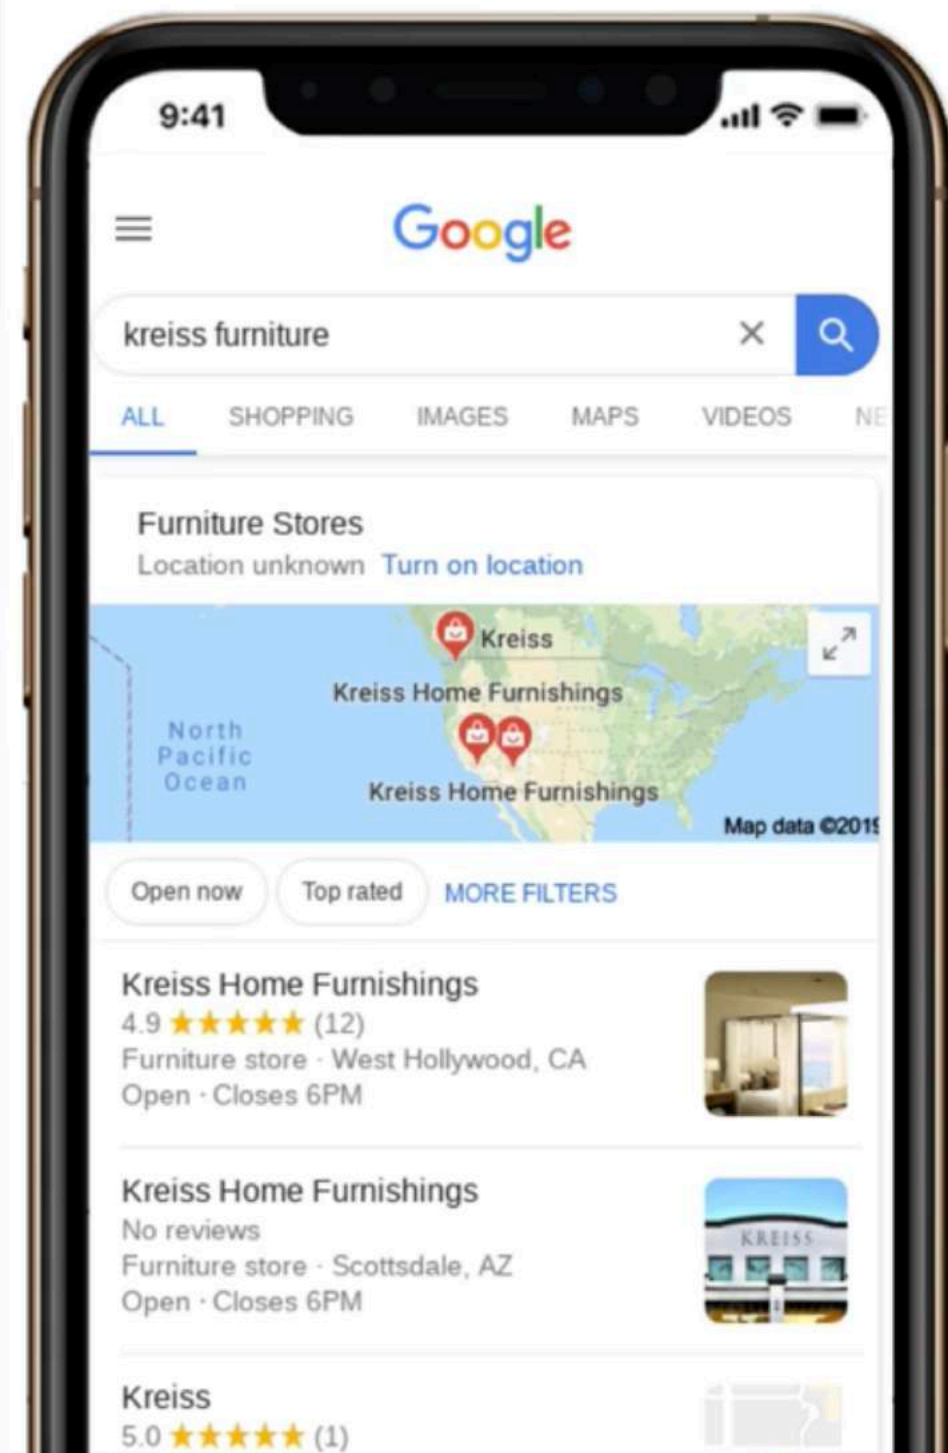 9:41
Google
kreiss furniture
ALL SHOPPING IMAGES MAPS VIDEOS NE
Furniture Stores
Location unknown Turn on location
Kreiss
Kreiss Home Furnishings
North
Pacific
Ocean
Kreiss Home Furnishings
Map data ©2019
Open now Top rated MORE FILTERS
Kreiss Home Furnishings
4.9 ★★★★★ (12)
Furniture store · West Hollywood, CA
Open · Closes 6PM
KREISS
Kreiss Home Furnishings
No reviews
Furniture store · Scottsdale, AZ
Open · Closes 6PM
Kreiss
5.0 ★★★★★ (1)